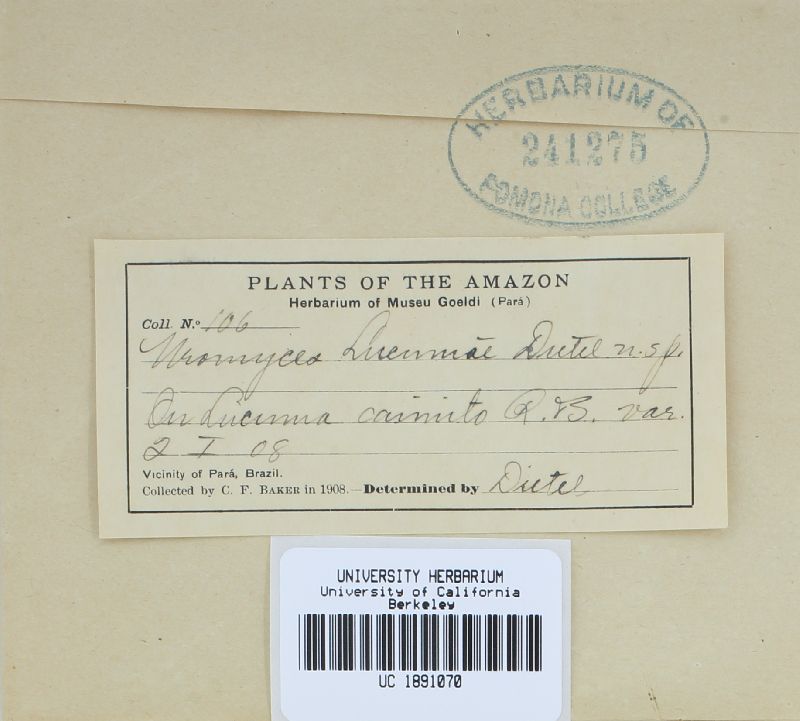 HERBARIUM OF
241275
POMONA COLLEGE
PLANTS OF THE AMAZON
Herbarium of Museu Goeldi (Pará)
Coll. N.º 106
Uromyces Lucumae Dietel n. sp.
On Lucuma caimito R. B. var.
2 I 08
Vicinity of Pará, Brazil.
Collected by C. F. BAKER in 1908.—Determined by Dietel
UNIVERSITY HERBARIUM
University of California
Berkeley
UC 1891070